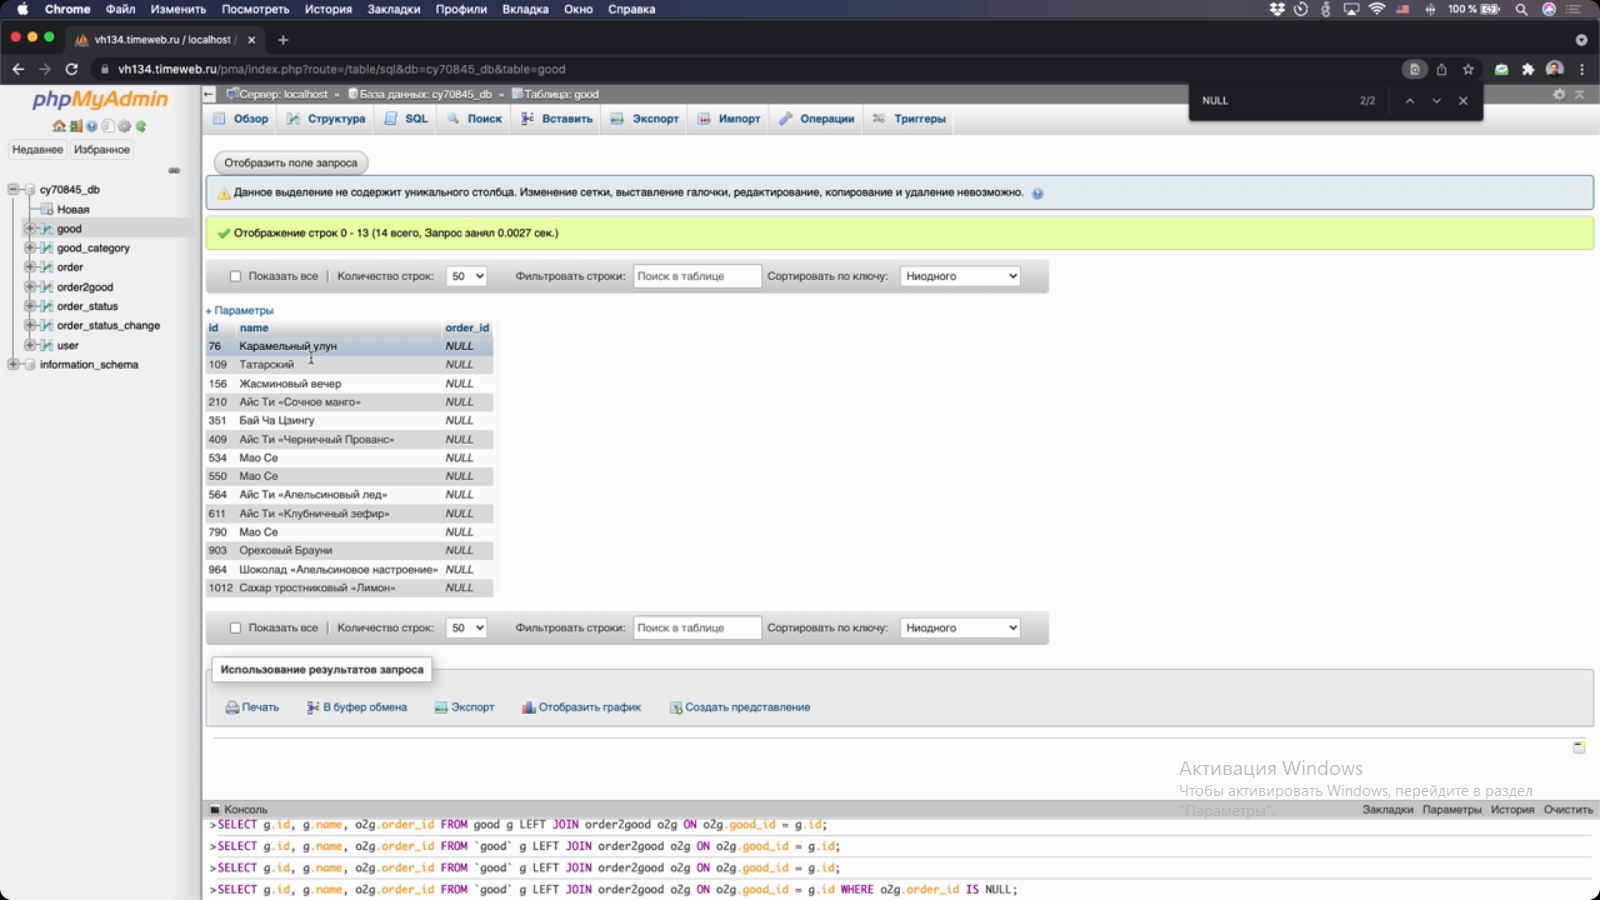 Chrome Файл Изменить Посмотреть История Закладки Профили Вкладка Окно Справка 100 %
vh134.timeweb.ru / localhost /
vh134.timeweb.ru/pma/index.php?route=/table/sql&db=cy70845_db&table=good
NULL 2/2
phpMyAdmin
Недавнее Избранное
cy70845_db
Новая
good
good_category
order
order2good
order_status
order_status_change
user
information_schema
Сервер: localhost » База данных: cy70845_db » Таблица: good
Обзор Структура SQL Поиск Вставить Экспорт Импорт Операции Триггеры
Отобразить поле запроса
Данное выделение не содержит уникального столбца. Изменение сетки, выставление галочки, редактирование, копирование и удаление невозможно.
Отображение строк 0 - 13 (14 всего, Запрос занял 0.0027 сек.)
Показать все | Количество строк: 50 Фильтровать строки: Поиск в таблице Сортировать по ключу: Ниодного
+ Параметры
id name order_id
76 Карамельный улун NULL
109 Татарский NULL
156 Жасминовый вечер NULL
210 Айс Ти «Сочное манго» NULL
351 Бай Ча Цзингу NULL
409 Айс Ти «Черничный Прованс» NULL
534 Мао Се NULL
550 Мао Се NULL
564 Айс Ти «Апельсиновый лед» NULL
611 Айс Ти «Клубничный зефир» NULL
790 Мао Се NULL
903 Ореховый Брауни NULL
964 Шоколад «Апельсиновое настроение» NULL
1012 Сахар тростниковый «Лимон» NULL
Показать все | Количество строк: 50 Фильтровать строки: Поиск в таблице Сортировать по ключу: Ниодного
Использование результатов запроса
Печать В буфер обмена Экспорт Отобразить график Создать представление
Активация Windows
Чтобы активировать Windows, перейдите в раздел
"Параметры".
Консоль Закладки Параметры История Очистить
>SELECT g.id, g.name, o2g.order_id FROM good g LEFT JOIN order2good o2g ON o2g.good_id = g.id;
>SELECT g.id, g.name, o2g.order_id FROM `good` g LEFT JOIN order2good o2g ON o2g.good_id = g.id;
>SELECT g.id, g.name, o2g.order_id FROM `good` g LEFT JOIN order2good o2g ON o2g.good_id = g.id;
>SELECT g.id, g.name, o2g.order_id FROM `good` g LEFT JOIN order2good o2g ON o2g.good_id = g.id WHERE o2g.order_id IS NULL;